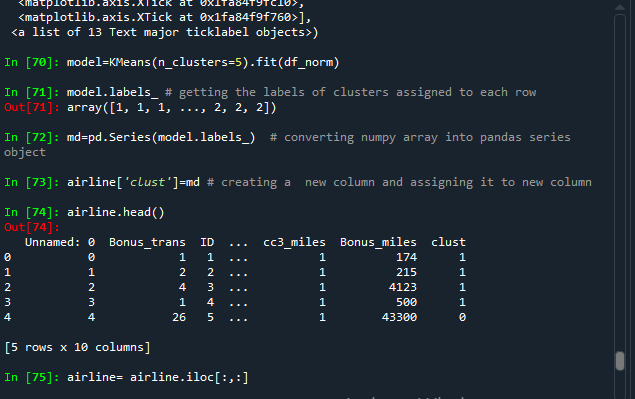 <matplotlib.axis.XTick at 0x1fa84f9fc10>,
<matplotlib.axis.XTick at 0x1fa84f9f760>],
<a list of 13 Text major ticklabel objects>)
In [70]: model=KMeans(n_clusters=5).fit(df_norm)
In [71]: model.labels_ # getting the labels of clusters assigned to each row
Out[71]: array([1, 1, 1, ..., 2, 2, 2])
In [72]: md=pd.Series(model.labels_)  # converting numpy array into pandas series
object
In [73]: airline['clust']=md # creating a  new column and assigning it to new column
In [74]: airline.head()
Out[74]:
   Unnamed: 0  Bonus_trans  ID  ...  cc3_miles  Bonus_miles  clust
0           0            1   1  ...          1          174      1
1           1            2   2  ...          1          215      1
2           2            4   3  ...          1         4123      1
3           3            1   4  ...          1          500      1
4           4           26   5  ...          1        43300      0
[5 rows x 10 columns]
In [75]: airline= airline.iloc[:,:]